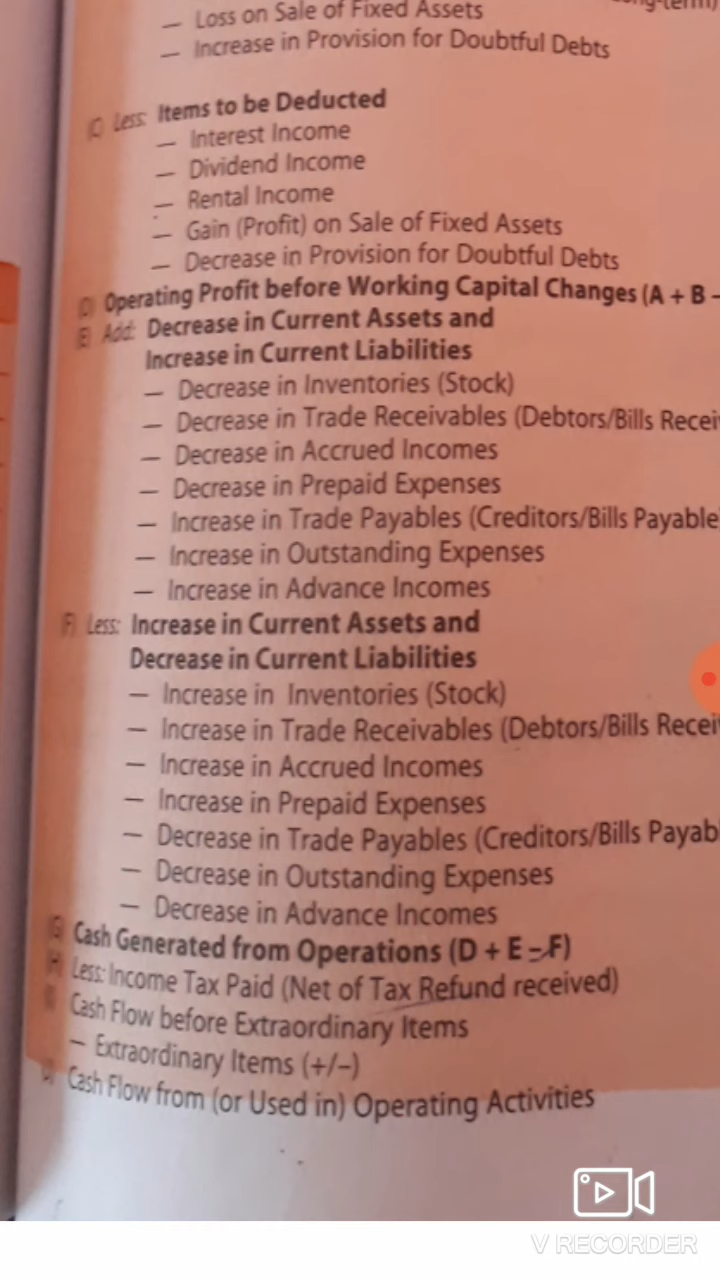 — Loss on Sale of Fixed Assets
— Increase in Provision for Doubtful Debts
Less: Items to be Deducted
— Interest Income
— Dividend Income
— Rental Income
— Gain (Profit) on Sale of Fixed Assets
— Decrease in Provision for Doubtful Debts
(D) Operating Profit before Working Capital Changes (A + B –
(E) Add: Decrease in Current Assets and
Increase in Current Liabilities
— Decrease in Inventories (Stock)
— Decrease in Trade Receivables (Debtors/Bills Recei
— Decrease in Accrued Incomes
— Decrease in Prepaid Expenses
— Increase in Trade Payables (Creditors/Bills Payable
— Increase in Outstanding Expenses
— Increase in Advance Incomes
(F) Less: Increase in Current Assets and
Decrease in Current Liabilities
— Increase in Inventories (Stock)
— Increase in Trade Receivables (Debtors/Bills Recei
— Increase in Accrued Incomes
— Increase in Prepaid Expenses
— Decrease in Trade Payables (Creditors/Bills Payab
— Decrease in Outstanding Expenses
— Decrease in Advance Incomes
(G) Cash Generated from Operations (D + E – F)
(H) Less: Income Tax Paid (Net of Tax Refund received)
Cash Flow before Extraordinary Items
— Extraordinary Items (+/–)
Cash Flow from (or Used in) Operating Activities
V RECORDER